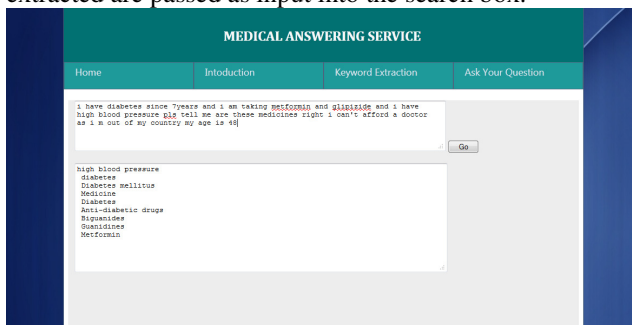 extracted are passed as input into the search box.
MEDICAL ANSWERING SERVICE
Home Intoduction Keyword Extraction Ask Your Question
i have diabetes since 7years and i am taking metformin and glipizide and i have
high blood pressure pls tell me are these medicines right i can't afford a doctor
as i m out of my country my age is 48
Go
high blood pressure
diabetes
Diabetes mellitus
Medicine
Diabetes
Anti-diabetic drugs
Biguanides
Guanidines
Metformin